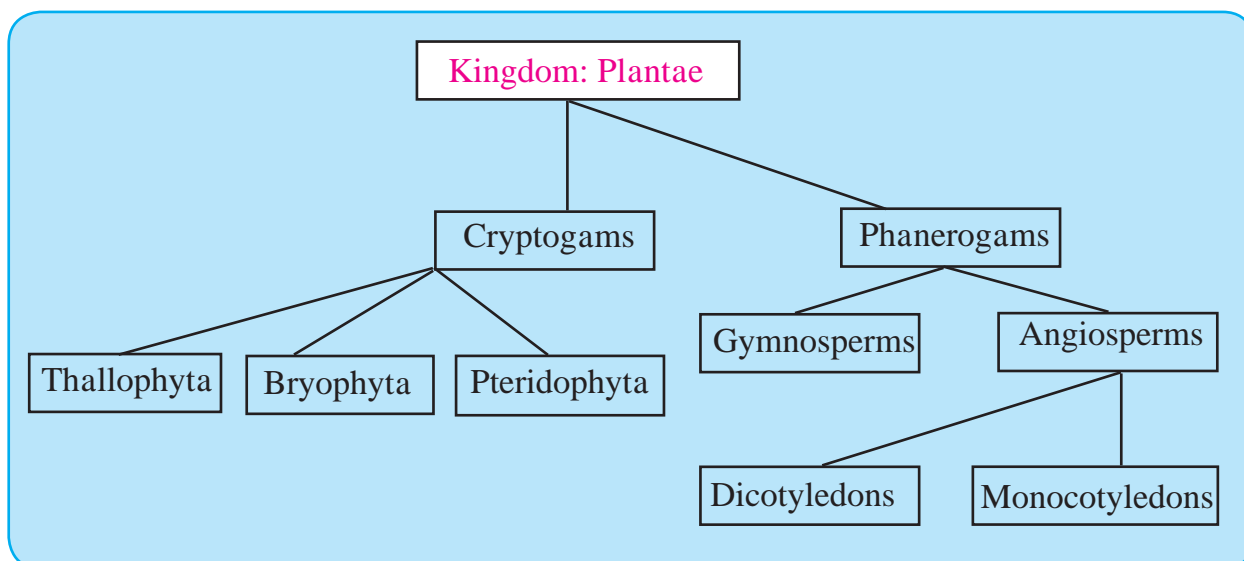 Kingdom: Plantae
Cryptogams
Phanerogams
Gymnosperms
Angiosperms
Thallophyta
Bryophyta
Pteridophyta
Dicotyledons
Monocotyledons